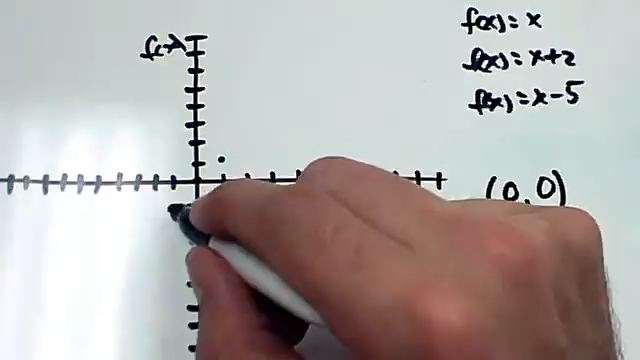 f(x)
f(x) = x
f(x) = x+2
f(x) = x-5
(0,0)